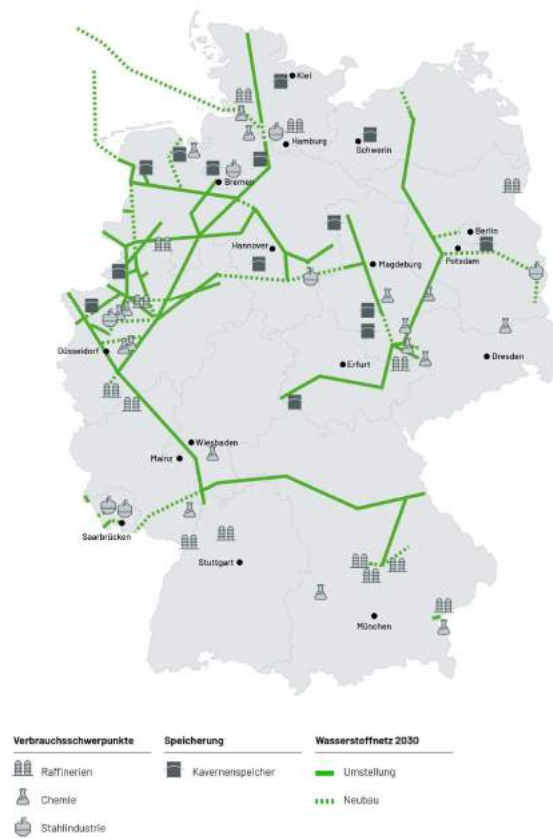 Kiel
Hamburg
Schwerin
Bremen
Berlin
Hannover
Potsdam
Magdeburg
Düsseldorf
Erfurt
Dresden
Wiesbaden
Mainz
Saarbrücken
Stuttgart
München
Verbrauchsschwerpunkte
Raffinerien
Chemie
Stahlindustrie
Speicherung
Kavernenspeicher
Wasserstoffnetz 2030
Umstellung
Neubau